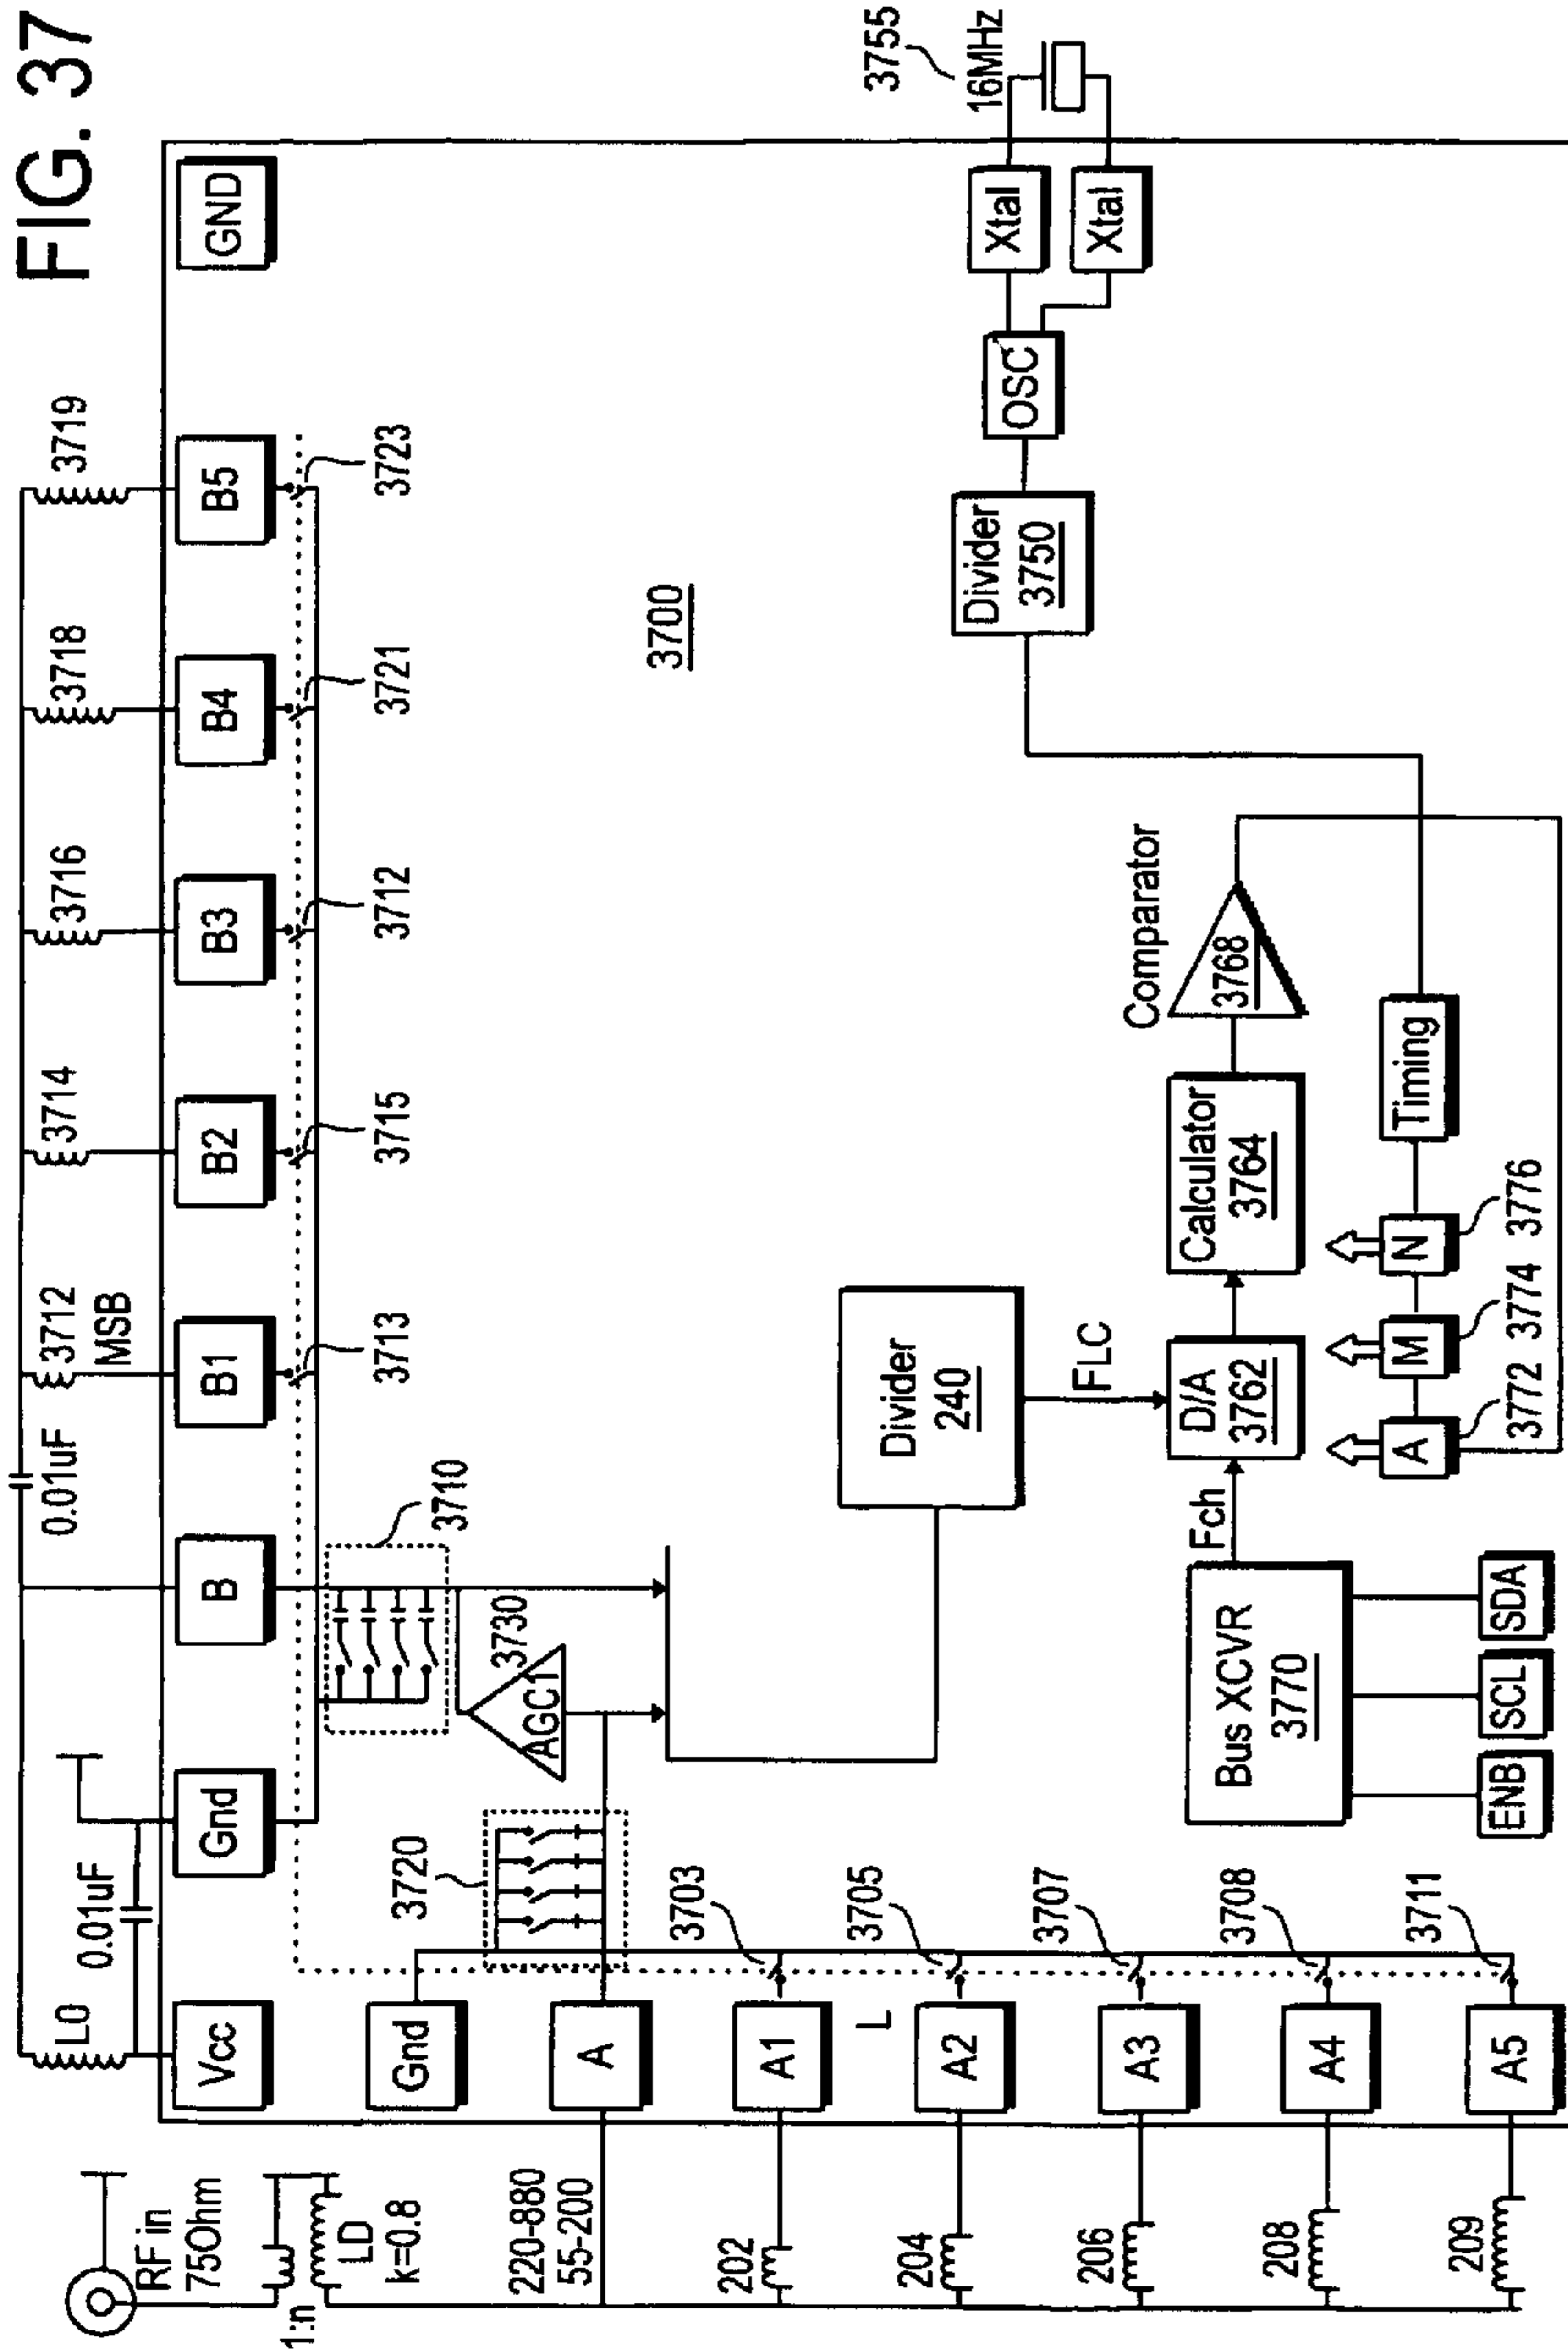 FIG. 37
RF in
75Ohm
1:n
LD
k=0.8
L0
0.01uF
0.01uF
3712
MSB
3714
3716
3718
3719
Vcc
Gnd
B
B1
B2
B3
B4
B5
GND
3713
3715
3712
3721
3723
3710
3730
AGC1
3720
3700
Gnd
220-880
55-200
A
202
A1
3703
L
204
A2
3705
206
A3
3707
208
A4
3708
209
A5
3711
Divider
240
FLC
Fch
Bus XCVR
3770
ENB
SCL
SDA
D/A
3762
Calculator
3764
Comparator
3768
A
M
N
Timing
3772
3774
3776
Divider
3750
OSC
Xtal
Xtal
16MHz
3755